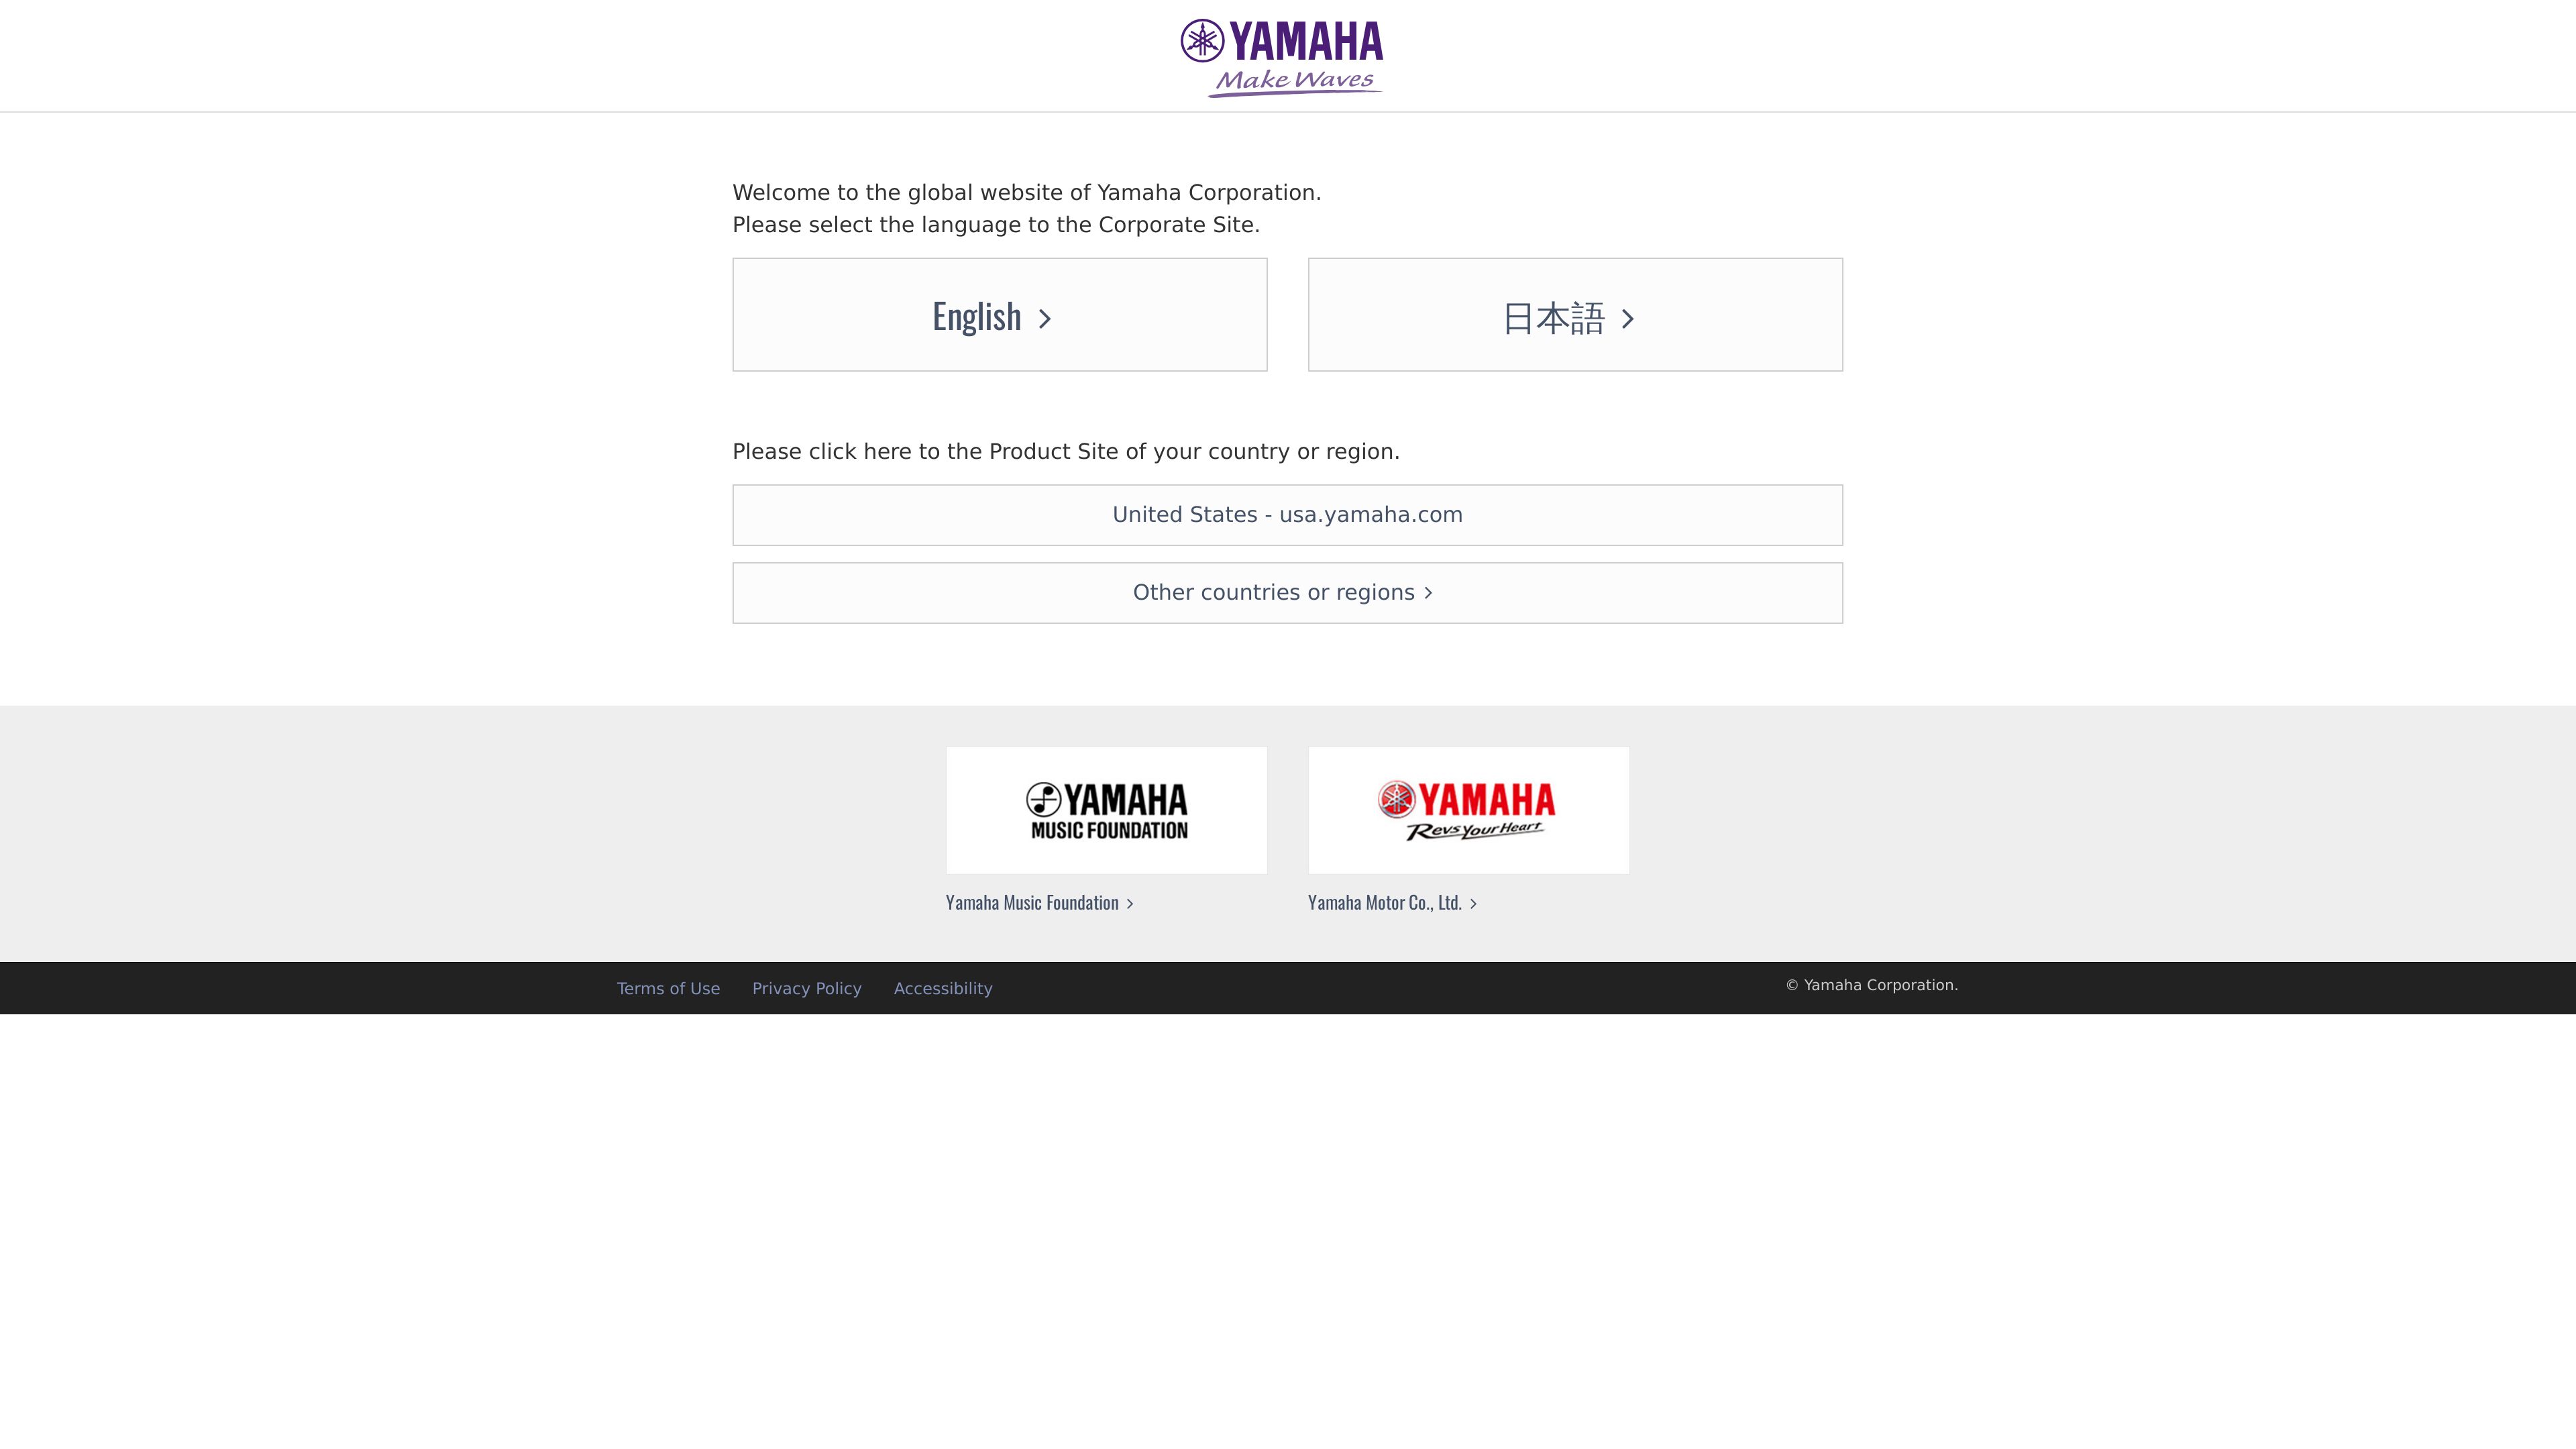 YAMAHA
Make Waves
Welcome to the global website of Yamaha Corporation.
Please select the language to the Corporate Site.
English
日本語
Please click here to the Product Site of your country or region.
United States - usa.yamaha.com
Other countries or regions
YAMAHA
MUSIC FOUNDATION
YAMAHA
Revs Your Heart
Yamaha Music Foundation
Yamaha Motor Co., Ltd.
Terms of Use Privacy Policy Accessibility
© Yamaha Corporation.